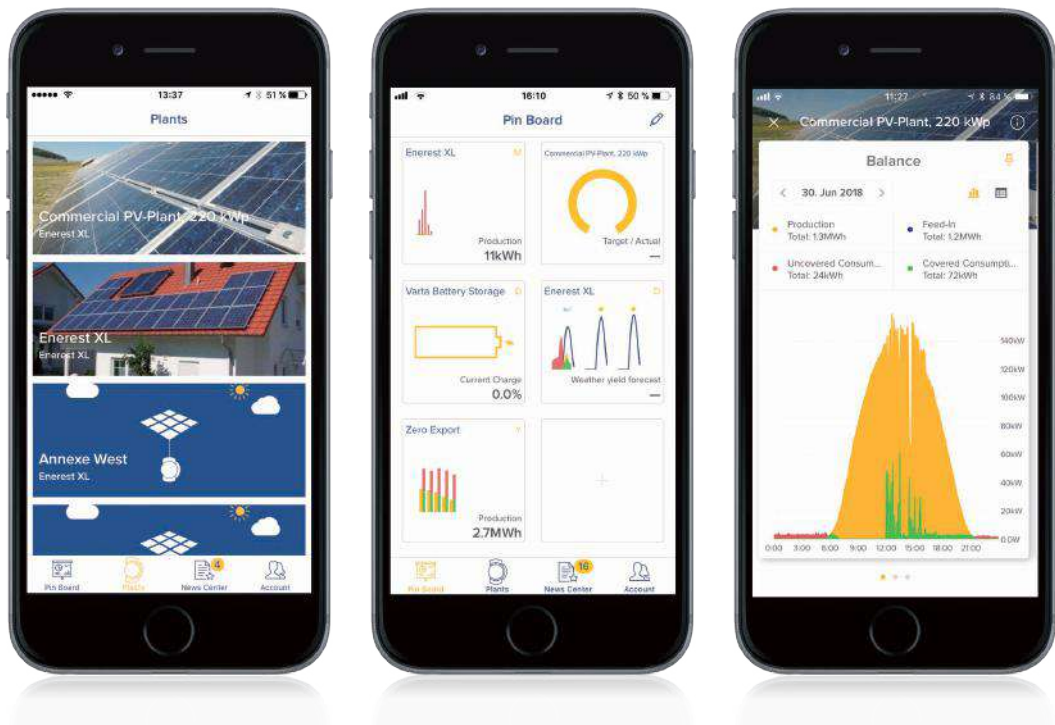 13:37
51 %
Plants
Commercial PV-Plant, 220 kWp
Enerest XL
Enerest XL
Enerest XL
Annexe West
Enerest XL
Pin Board
Plants
4
News Center
Account
16:10
50 %
Pin Board
Enerest XL
M
Production
11kWh
Commercial PV-Plant, 220 kWp
Target / Actual
—
Varta Battery Storage
D
Current Charge
0.0%
Enerest XL
D
Weather yield forecast
—
Zero Export
Y
Production
2.7MWh
+
Pin Board
Plants
16
News Center
Account
11:27
84 %
Commercial PV-Plant, 220 kWp
Balance
< 30. Jun 2018 >
Production
Total: 1.3MWh
Feed-In
Total: 1.2MWh
Uncovered Consum...
Total: 24kWh
Covered Consumpti...
Total: 72kWh
140kW
120kW
100kW
80kW
60kW
40kW
20kW
0.0W
0:00 3:00 6:00 9:00 12:00 15:00 18:00 21:00